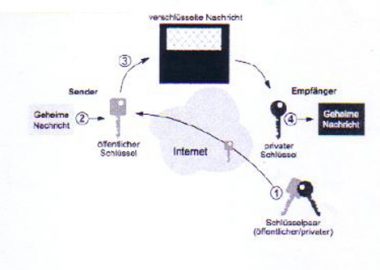 verschlüsselte Nachricht
③
Sender
Empfänger
Geheime
Nachricht
②
④
Geheime
Nachricht
öffentlicher
Schlüssel
Internet
privater
Schlüssel
①
Schlüsselpaar
(öffentlicher/privater)